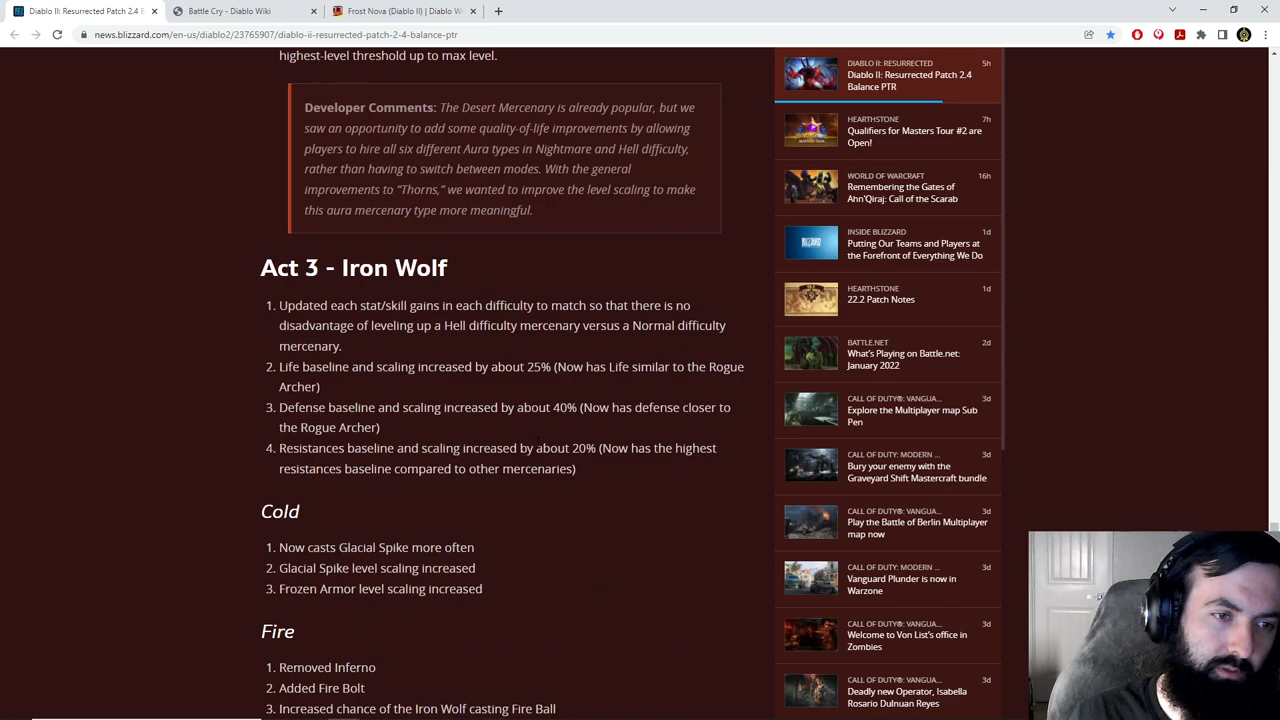 Diablo II: Resurrected Patch 2.4 B
Battle Cry - Diablo Wiki
Frost Nova (Diablo II) | Diablo W
news.blizzard.com/en-us/diablo2/23765907/diablo-ii-resurrected-patch-2-4-balance-ptr
highest-level threshold up to max level.
Developer Comments: The Desert Mercenary is already popular, but we
saw an opportunity to add some quality-of-life improvements by allowing
players to hire all six different Aura types in Nightmare and Hell difficulty,
rather than having to switch between modes. With the general
improvements to “Thorns,” we wanted to improve the level scaling to make
this aura mercenary type more meaningful.
Act 3 - Iron Wolf
1. Updated each stat/skill gains in each difficulty to match so that there is no
disadvantage of leveling up a Hell difficulty mercenary versus a Normal difficulty
mercenary.
2. Life baseline and scaling increased by about 25% (Now has Life similar to the Rogue
Archer)
3. Defense baseline and scaling increased by about 40% (Now has defense closer to
the Rogue Archer)
4. Resistances baseline and scaling increased by about 20% (Now has the highest
resistances baseline compared to other mercenaries)
Cold
1. Now casts Glacial Spike more often
2. Glacial Spike level scaling increased
3. Frozen Armor level scaling increased
Fire
1. Removed Inferno
2. Added Fire Bolt
3. Increased chance of the Iron Wolf casting Fire Ball
DIABLO II: RESURRECTED 5h
Diablo II: Resurrected Patch 2.4
Balance PTR
HEARTHSTONE 7h
Qualifiers for Masters Tour #2 are
Open!
WORLD OF WARCRAFT 16h
Remembering the Gates of
Ahn'Qiraj: Call of the Scarab
INSIDE BLIZZARD 1d
Putting Our Teams and Players at
the Forefront of Everything We Do
HEARTHSTONE 1d
22.2 Patch Notes
BATTLE.NET 2d
What’s Playing on Battle.net:
January 2022
CALL OF DUTY®: VANGUA... 3d
Explore the Multiplayer map Sub
Pen
CALL OF DUTY: MODERN ... 3d
Bury your enemy with the
Graveyard Shift Mastercraft bundle
CALL OF DUTY®: VANGUA... 3d
Play the Battle of Berlin Multiplayer
map now
CALL OF DUTY: MODERN ... 3d
Vanguard Plunder is now in
Warzone
CALL OF DUTY®: VANGUA... 3d
Welcome to Von List’s office in
Zombies
CALL OF DUTY®: VANGUA... 3d
Deadly new Operator, Isabella
Rosario Dulnuan Reyes